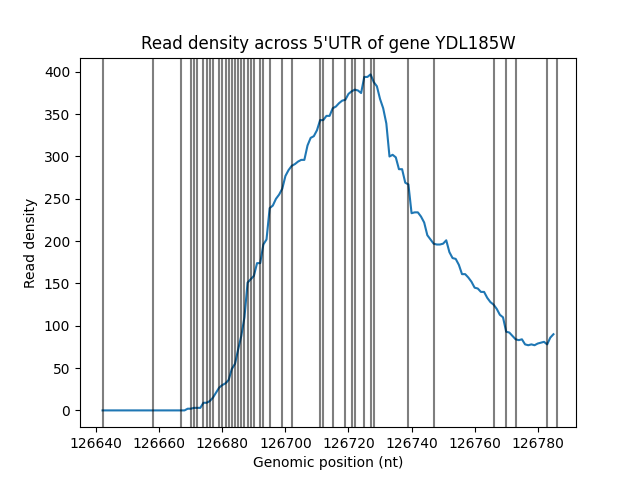 Read density across 5'UTR of gene YDL185W
400
350
300
250
200
150
100
50
0
Read density
126640 126660 126680 126700 126720 126740 126760 126780
Genomic position (nt)